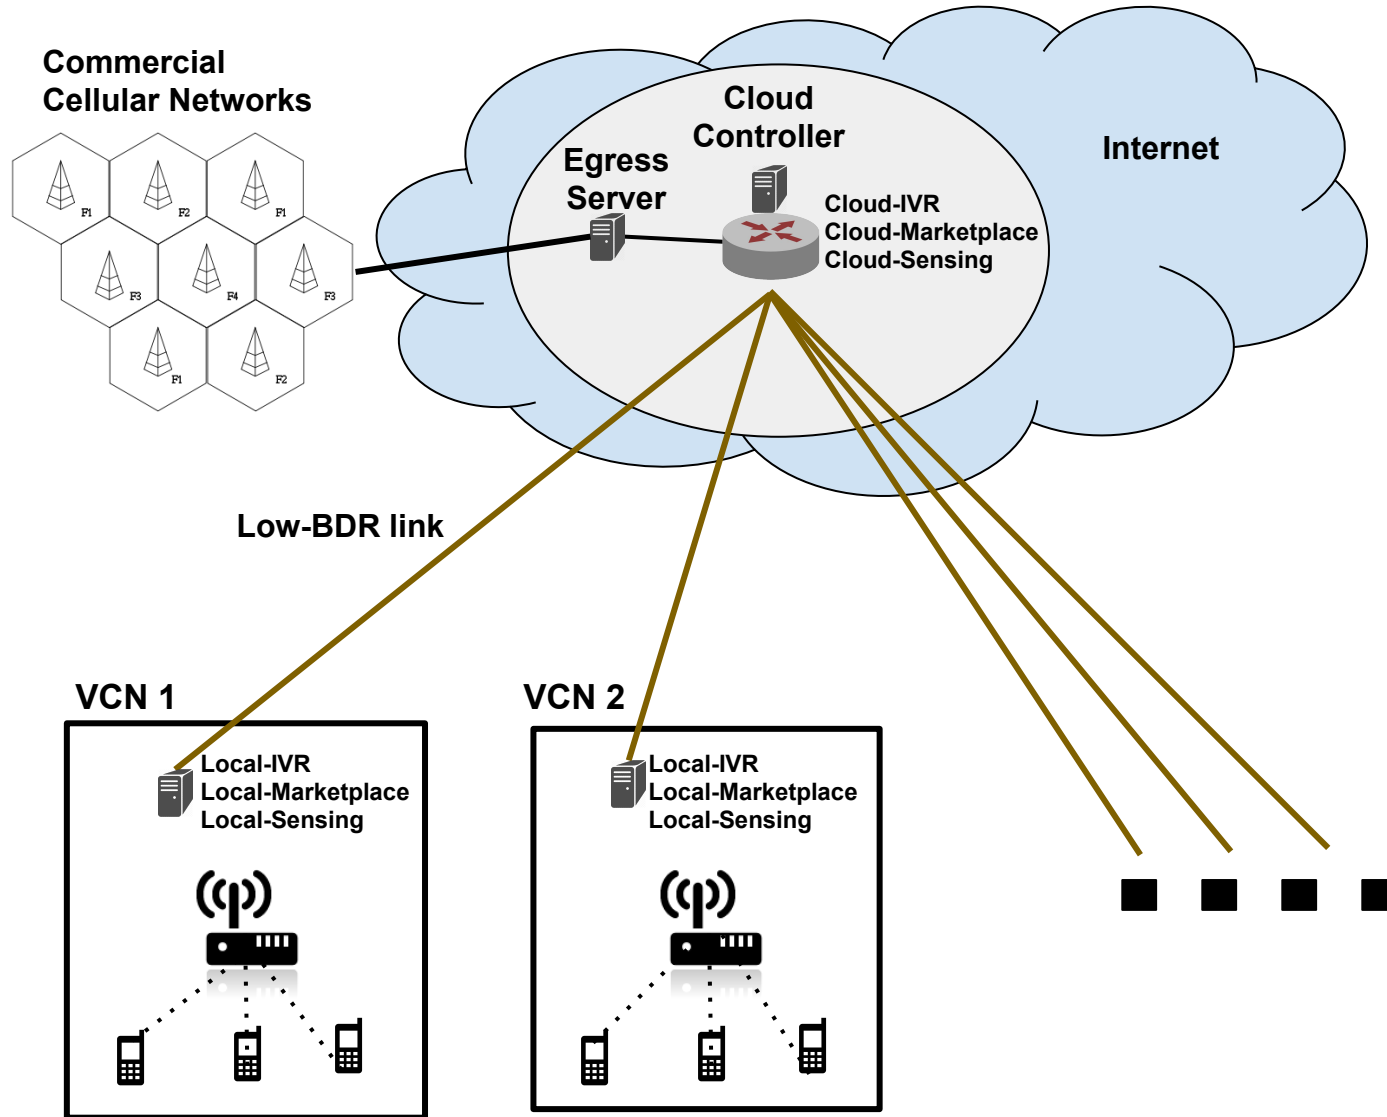 Commercial
Cellular Networks
F1
F2
F1
F3
F4
F3
F1
F2
Cloud
Controller
Egress
Server
Internet
Cloud-IVR
Cloud-Marketplace
Cloud-Sensing
Low-BDR link
VCN 1
Local-IVR
Local-Marketplace
Local-Sensing
VCN 2
Local-IVR
Local-Marketplace
Local-Sensing